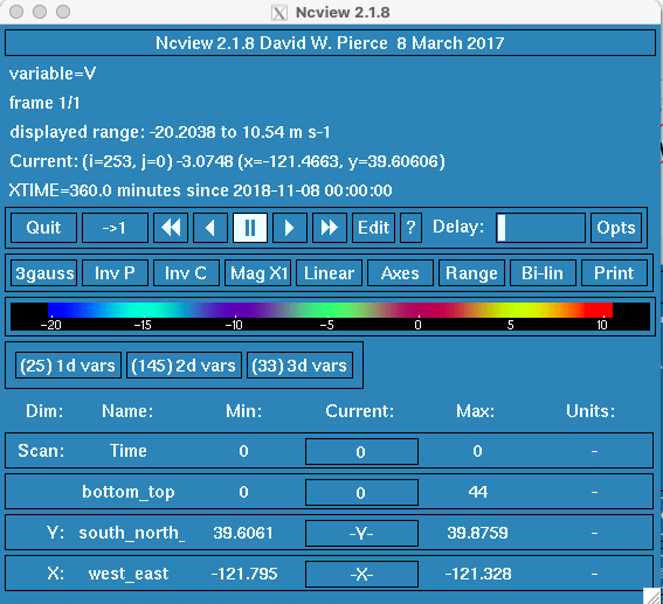 Ncview 2.1.8
Ncview 2.1.8 David W. Pierce 8 March 2017
variable=V
frame 1/1
displayed range: -20.2038 to 10.54 m s-1
Current: (i=253, j=0) -3.0748 (x=-121.4663, y=39.60606)
XTIME=360.0 minutes since 2018-11-08 00:00:00
Quit ->1 Edit ? Delay: Opts
3gauss Inv P Inv C Mag X1 Linear Axes Range Bi-lin Print
-20 -15 -10 -5 0 5 10
(25) 1d vars (145) 2d vars (33) 3d vars
Dim: Name: Min: Current: Max: Units:
Scan: Time 0 0 0 -
bottom_top 0 0 44 -
Y: south_north_ 39.6061 -Y- 39.8759 -
X: west_east -121.795 -X- -121.328 -